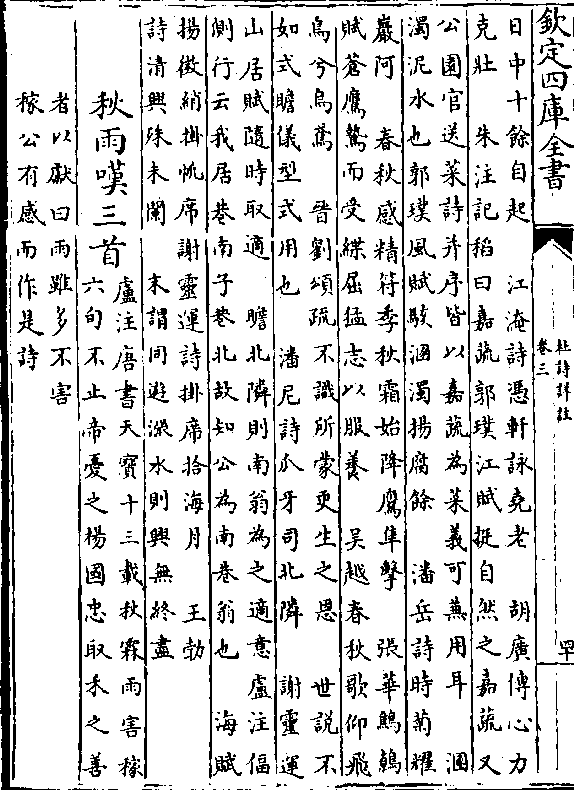 欽定四庫全書
杜詩詳註
卷三
罕
日中十餘自起 江淹詩憑軒詠堯老 胡廣傳心力
克壯 朱注記稻曰嘉蔬郭璞江賦挺自然之嘉蔬又
公園官送菜詩并序皆以嘉蔬為菜義可兼用耳 涸
濁泥水也郭璞風賦駭涸濁揚腐餘 潘岳詩時菊耀
巖阿 春秋感精符季秋霜始降鷹隼擊 張華鷦鷯
賦蒼鷹鷙而受緤屈猛志以服養 吳越春秋歌仰飛
鳥兮烏鳶 晉劉頌疏不識所蒙更生之恩 世說不
如式瞻儀型式用也 潘尼詩爪牙司北隣 謝靈運
山居賦隨時取適 瞻北隣則南翁為之適意盧注偪
側行云我居巷南子巷北故知公為南巷翁也 海賦
揚微綃掛帆席謝靈運詩掛席拾海月 王勃
詩清興殊未闌 末謂同遊滻水則興無終盡
秋雨嘆三首 盧注唐書天寶十三載秋霖雨害稼
六旬不止帝憂之楊國忠取禾之善
者以獻曰雨雖多不害
稼公有感而作是詩